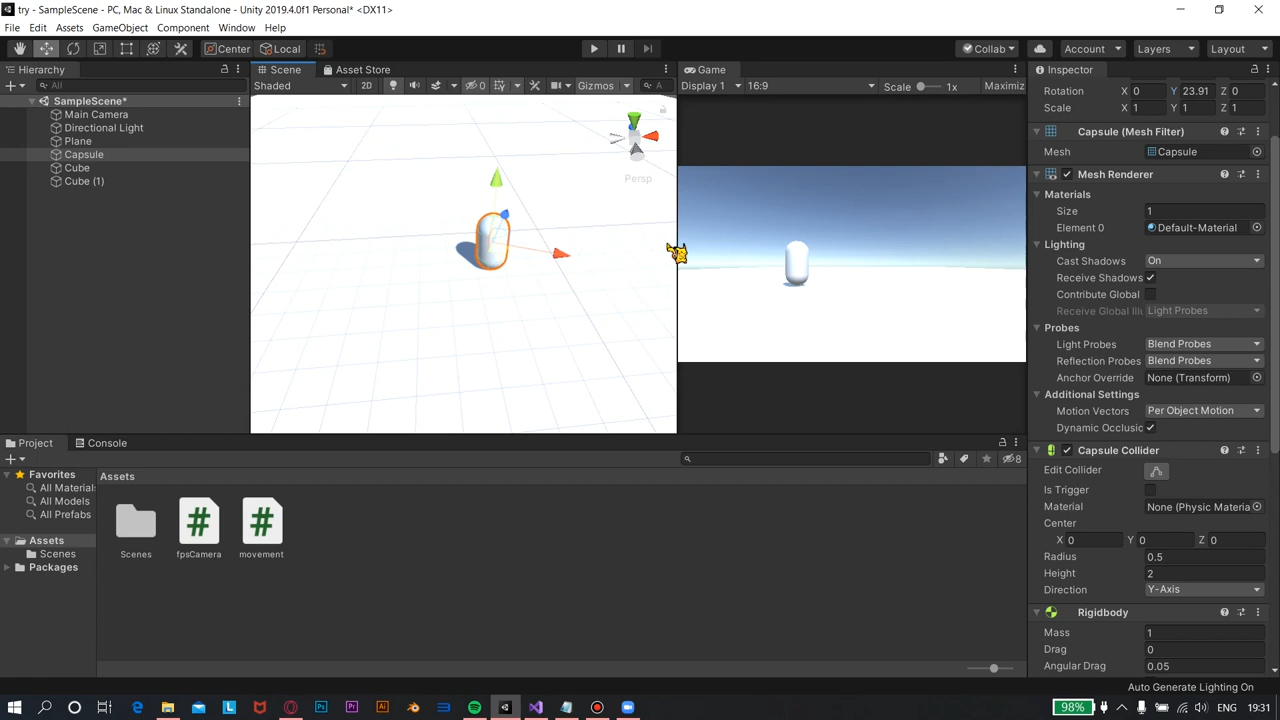 try - SampleScene - PC, Mac & Linux Standalone - Unity 2019.4.0f1 Personal* <DX11>
File Edit Assets GameObject Component Window Help
Center Local Collab Account Layers Layout
Hierarchy
All
SampleScene*
Main Camera
Directional Light
Plane
Capsule
Cube
Cube (1)
Scene Asset Store
Shaded 2D 0 Gizmos A
Persp
Game
Display 1 16:9 Scale 1x Maximiz
Inspector
Rotation X 0 Y 23.91 Z 0
Scale X 1 Y 1 Z 1
Capsule (Mesh Filter)
Mesh Capsule
Mesh Renderer
Materials
Size 1
Element 0 Default-Material
Lighting
Cast Shadows On
Receive Shadows
Contribute Global
Receive Global Illu Light Probes
Probes
Light Probes Blend Probes
Reflection Probes Blend Probes
Anchor Override None (Transform)
Additional Settings
Motion Vectors Per Object Motion
Dynamic Occlusic
Capsule Collider
Edit Collider
Is Trigger
Material None (Physic Materia
Center
X 0 Y 0 Z 0
Radius 0.5
Height 2
Direction Y-Axis
Rigidbody
Mass 1
Drag 0
Angular Drag 0.05
Project Console
8
Favorites
All Material
All Models
All Prefabs
Assets
Scenes
Packages
Assets
Scenes fpsCamera movement
Auto Generate Lighting On
98% ENG 19:31